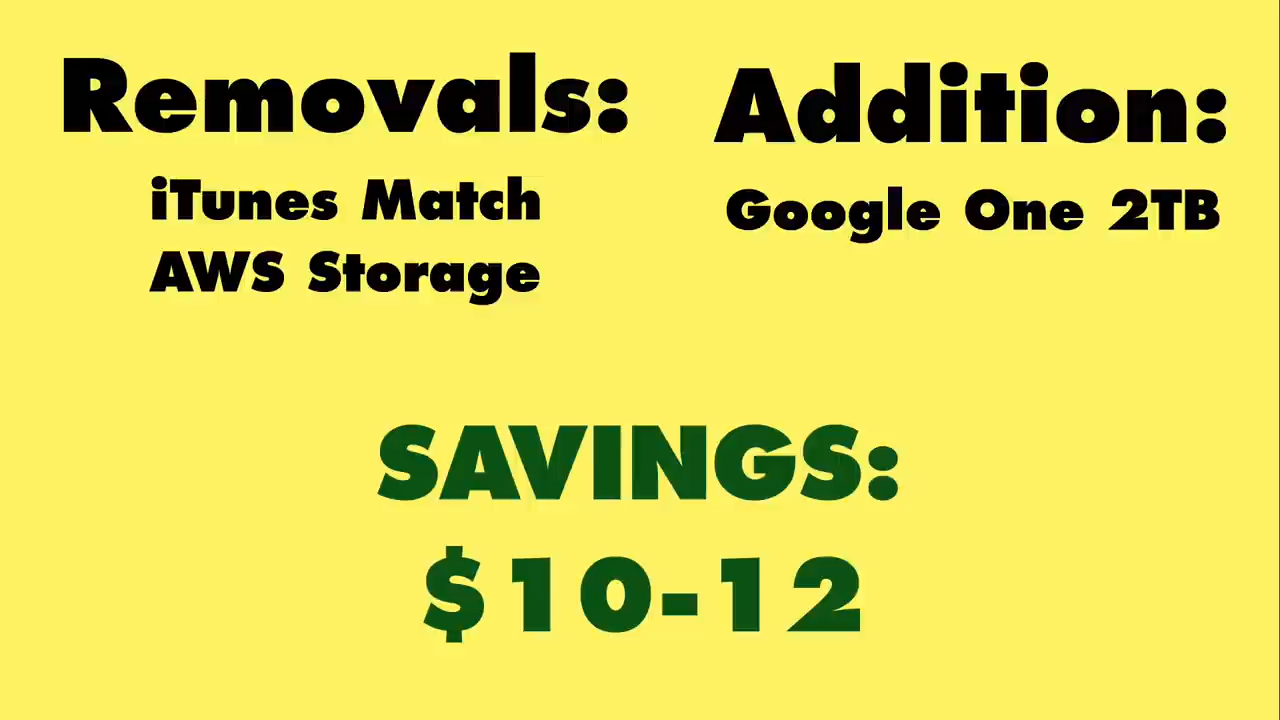 Removals:
iTunes Match
AWS Storage
Addition:
Google One 2TB
SAVINGS:
$10-12